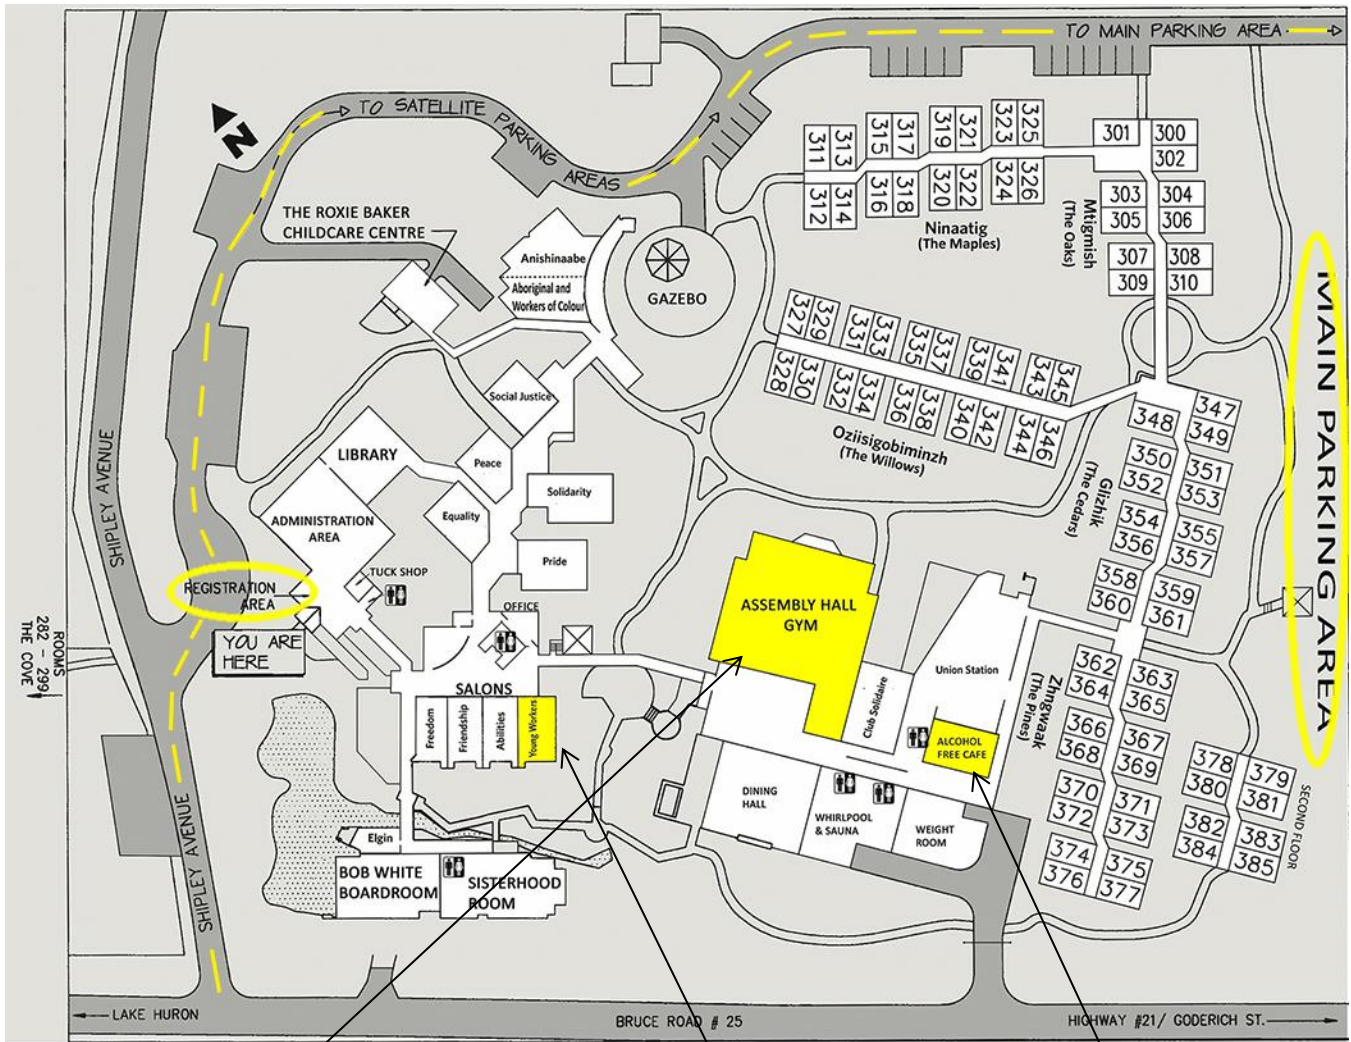 TO MAIN PARKING AREA
TO SATELLITE PARKING AREAS
N
THE ROXIE BAKER
CHILDCARE CENTRE
Anishinaabe
Aboriginal and
Workers of Colour
GAZEBO
311 313 315 317 319 321 323 325
312 314 316 318 320 322 324 326
Ninaatig
(The Maples)
301 300
302
303 304
305 306
307 308
309 310
Mtigmish
(The Oaks)
MAIN PARKING AREA
327 329 331 333 335 337 339 341 343 345
328 330 332 334 336 338 340 342 344 346
Oziisigobiminzh
(The Willows)
347
348 349
350 351
352 353
354 355
356 357
358 359
360 361
Giizhik
(The Cedars)
Social Justice
Peace
Equality
Solidarity
Pride
LIBRARY
ADMINISTRATION
AREA
TUCK SHOP
OFFICE
REGISTRATION
AREA
YOU ARE
HERE
SHIPLEY AVENUE
ROOMS
282 - 299
THE COVE
SALONS
Freedom
Friendship
Abilities
Young Workers
ASSEMBLY HALL
GYM
Club Solidaire
Union Station
ALCOHOL
FREE CAFE
DINING
HALL
WHIRLPOOL
& SAUNA
WEIGHT
ROOM
362 363
364 365
366 367
368 369
370 371
372 373
374 375
376 377
Zhngwaak
(The Pines)
378 379
380 381
382 383
384 385
SECOND FLOOR
Elgin
BOB WHITE
BOARDROOM
SISTERHOOD
ROOM
SHIPLEY AVENUE
LAKE HURON
BRUCE ROAD # 25
HIGHWAY #21/ GODERICH ST.